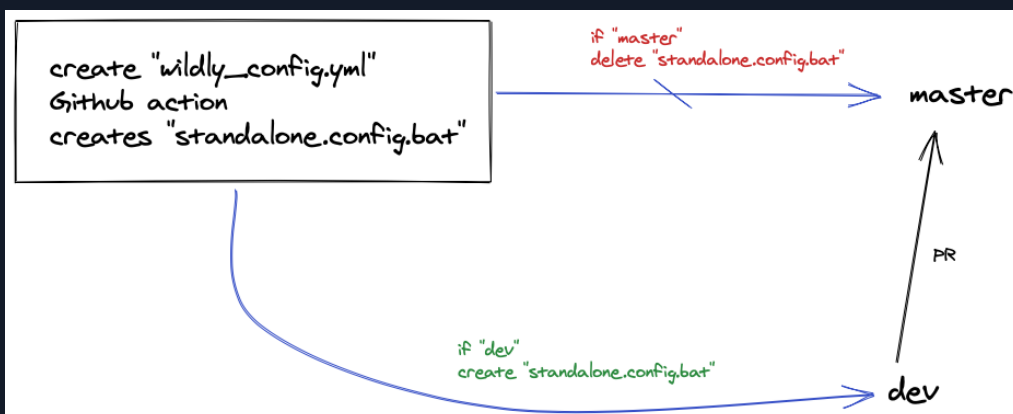 create "wildly_config.yml"
Github action
creates "standalone.config.bat"
if "master"
delete "standalone.config.bat"
master
PR
if "dev"
create "standalone.config.bat"
dev